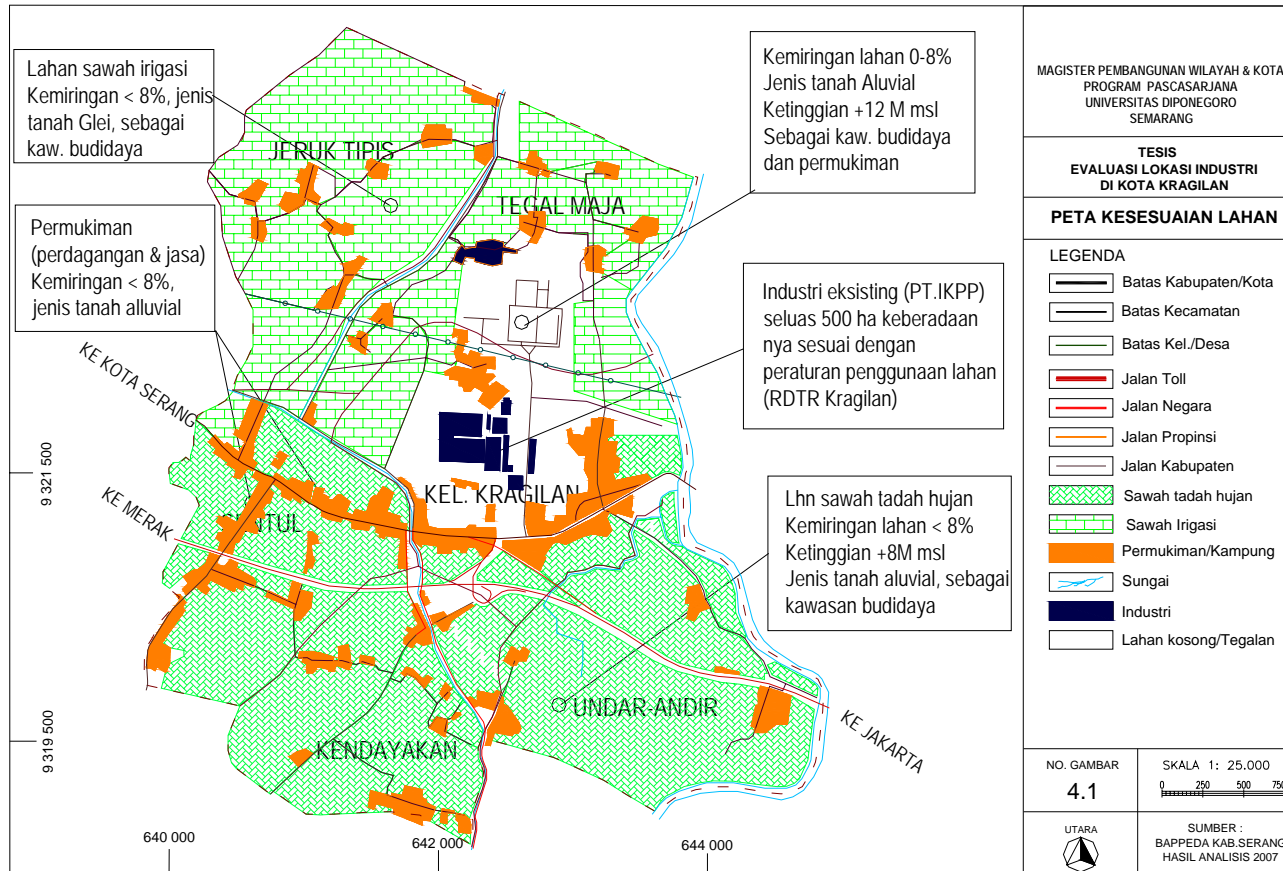 Lahan sawah irigasi
Kemiringan < 8%, jenis
tanah Glei, sebagai
kaw. budidaya
Kemiringan lahan 0-8%
Jenis tanah Aluvial
Ketinggian +12 M msl
Sebagai kaw. budidaya
dan permukiman
JERUK TIPIS
TEGAL MAJA
Permukiman
(perdagangan & jasa)
Kemiringan < 8%,
jenis tanah alluvial
Industri eksisting (PT.IKPP)
seluas 500 ha keberadaan
nya sesuai dengan
peraturan penggunaan lahan
(RDTR Kragilan)
KE KOTA SERANG
KE MERAK
KEL. KRAGILAN
Lhn sawah tadah hujan
Kemiringan lahan < 8%
Ketinggian +8M msl
Jenis tanah aluvial, sebagai
kawasan budidaya
UNDAR-ANDIR
KENDAYAKAN
KE JAKARTA
9 321 500
9 319 500
640 000
642 000
644 000
MAGISTER PEMBANGUNAN WILAYAH & KOTA
PROGRAM PASCASARJANA
UNIVERSITAS DIPONEGORO
SEMARANG
TESIS
EVALUASI LOKASI INDUSTRI
DI KOTA KRAGILAN
PETA KESESUAIAN LAHAN
LEGENDA
Batas Kabupaten/Kota
Batas Kecamatan
Batas Kel./Desa
Jalan Toll
Jalan Negara
Jalan Propinsi
Jalan Kabupaten
Sawah tadah hujan
Sawah Irigasi
Permukiman/Kampung
Sungai
Industri
Lahan kosong/Tegalan
NO. GAMBAR
4.1
SKALA 1: 25.000
0 250 500 750
UTARA
SUMBER :
BAPPEDA KAB.SERANG
HASIL ANALISIS 2007